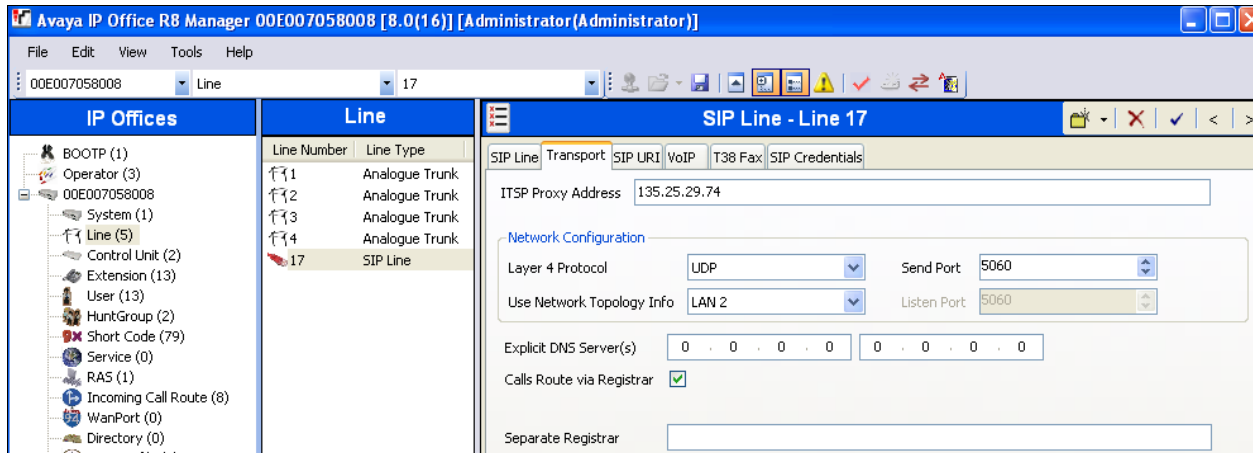 Avaya IP Office R8 Manager 00E007058008 [8.0(16)] [Administrator(Administrator)]
File Edit View Tools Help
00E007058008 Line 17
IP Offices
BOOTP (1)
Operator (3)
00E007058008
System (1)
Line (5)
Control Unit (2)
Extension (13)
User (13)
HuntGroup (2)
Short Code (79)
Service (0)
RAS (1)
Incoming Call Route (8)
WanPort (0)
Directory (0)
Line
Line Number Line Type
1 Analogue Trunk
2 Analogue Trunk
3 Analogue Trunk
4 Analogue Trunk
17 SIP Line
SIP Line - Line 17
SIP Line Transport SIP URI VoIP T38 Fax SIP Credentials
ITSP Proxy Address 135.25.29.74
Network Configuration
Layer 4 Protocol UDP Send Port 5060
Use Network Topology Info LAN 2 Listen Port 5060
Explicit DNS Server(s) 0 . 0 . 0 . 0 0 . 0 . 0 . 0
Calls Route via Registrar
Separate Registrar